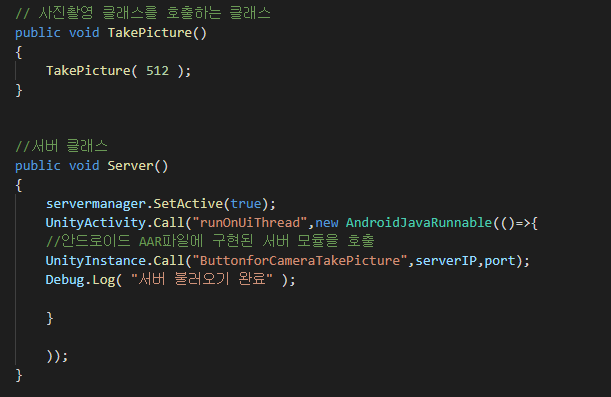 // 사진촬영 클래스를 호출하는 클래스
public void TakePicture()
{
TakePicture( 512 );
}
//서버 클래스
public void Server()
{
servermanager.SetActive(true);
UnityActivity.Call("runOnUiThread",new AndroidJavaRunnable(()=>{
//안드로이드 AAR파일에 구현된 서버 모듈을 호출
UnityInstance.Call("ButtonforCameraTakePicture",serverIP,port);
Debug.Log( "서버 불러오기 완료" );
}
));
}